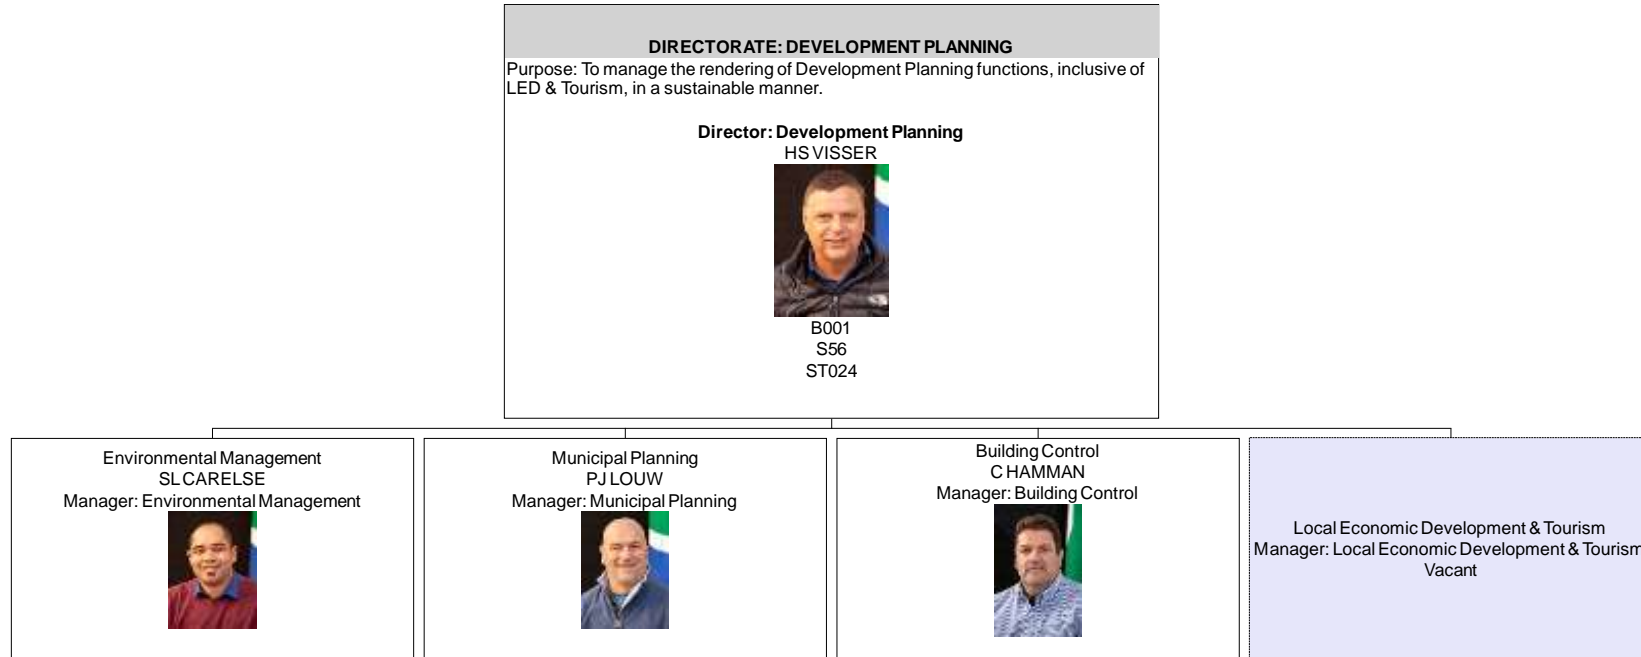 DIRECTORATE: DEVELOPMENT PLANNING
Purpose: To manage the rendering of Development Planning functions, inclusive of
LED & Tourism, in a sustainable manner.
Director: Development Planning
HS VISSER
B001
S56
ST024
Environmental Management
SL CARELSE
Manager: Environmental Management
Municipal Planning
PJ LOUW
Manager: Municipal Planning
Building Control
C HAMMAN
Manager: Building Control
Local Economic Development & Tourism
Manager: Local Economic Development & Tourism
Vacant